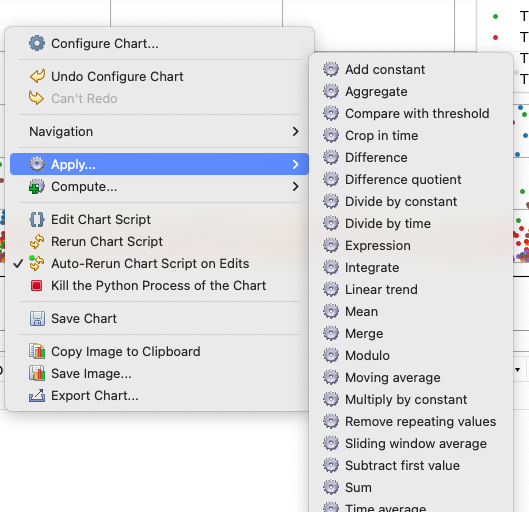 Configure Chart...
Undo Configure Chart
Can't Redo
Navigation
Apply...
Compute...
Edit Chart Script
Rerun Chart Script
Auto-Rerun Chart Script on Edits
Kill the Python Process of the Chart
Save Chart
Copy Image to Clipboard
Save Image...
Export Chart...
Add constant
Aggregate
Compare with threshold
Crop in time
Difference
Difference quotient
Divide by constant
Divide by time
Expression
Integrate
Linear trend
Mean
Merge
Modulo
Moving average
Multiply by constant
Remove repeating values
Sliding window average
Subtract first value
Sum
Time average
T
T
T
T